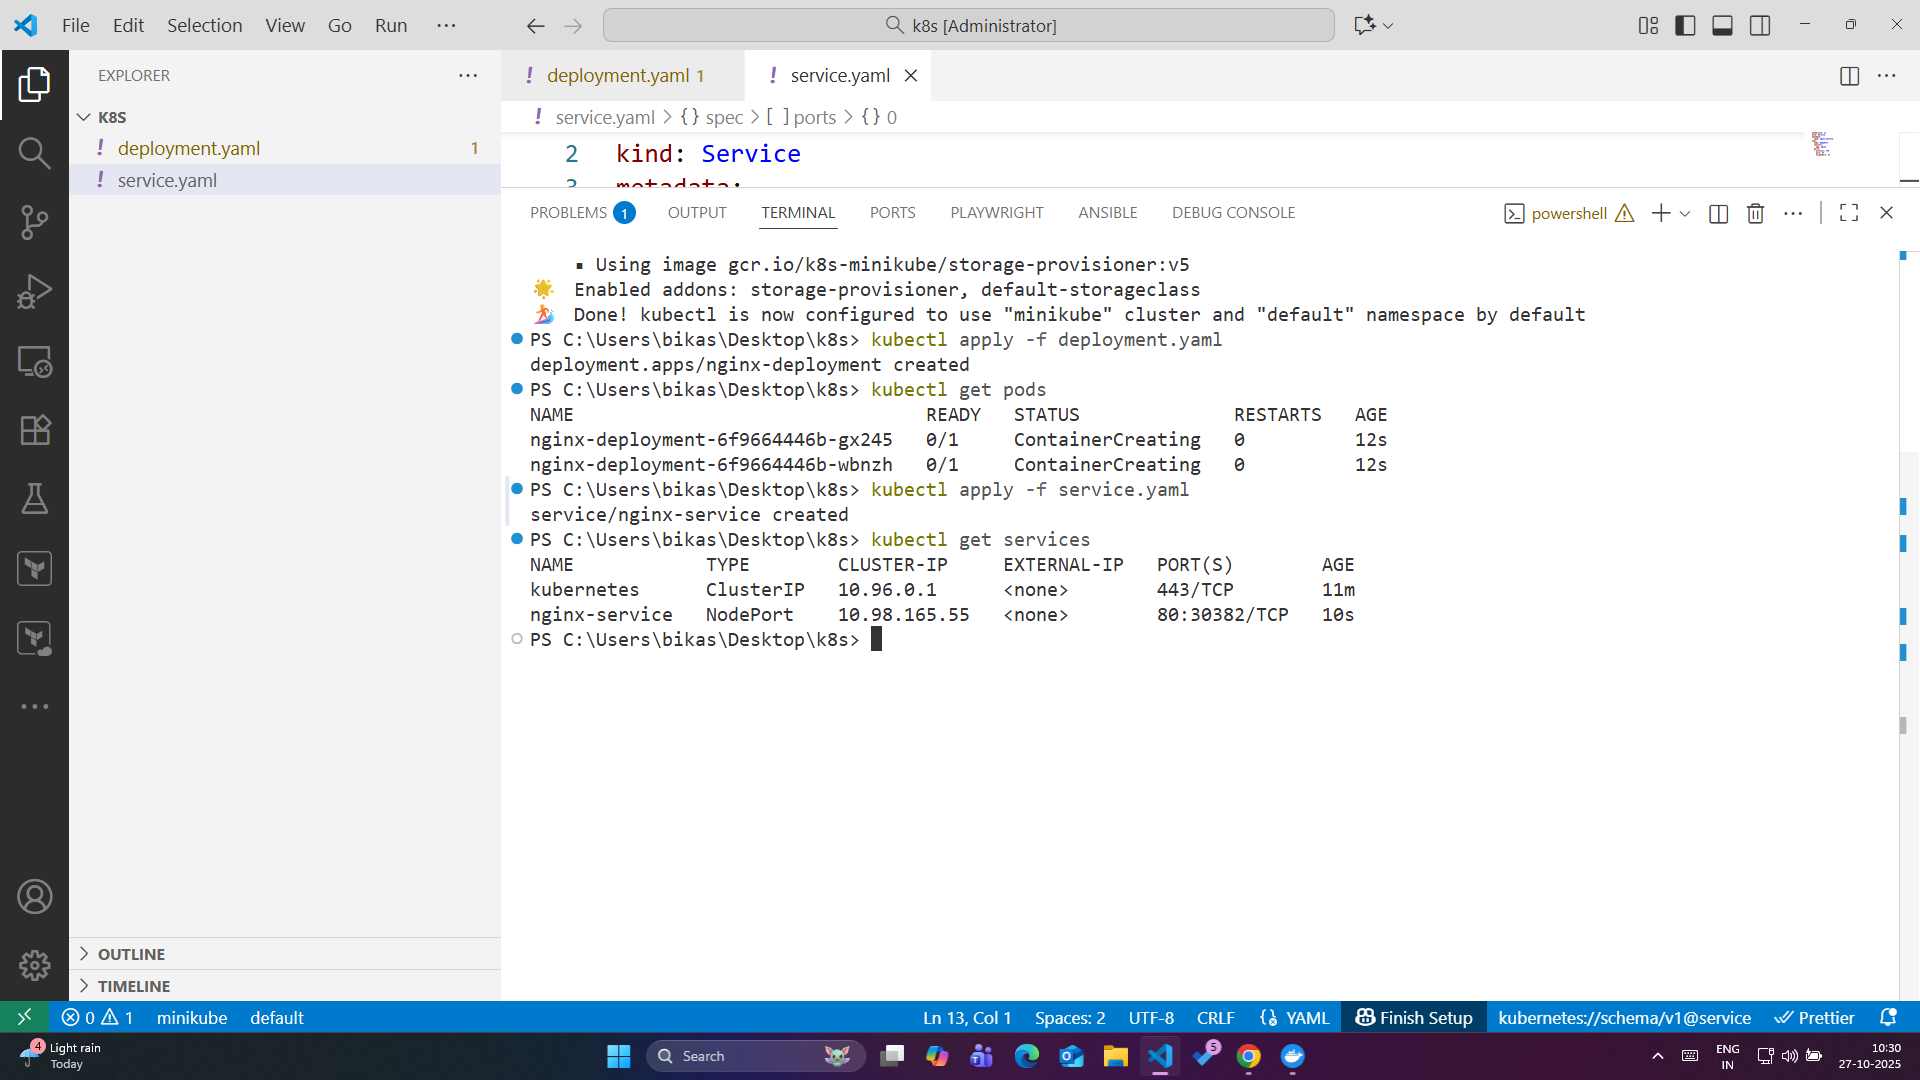 File Edit Selection View Go Run ···
k8s [Administrator]
EXPLORER
K8S
! deployment.yaml 1
! service.yaml
OUTLINE
TIMELINE
! deployment.yaml 1
! service.yaml
! service.yaml > {} spec > [ ] ports > {} 0
2 kind: Service
3 metadata:
PROBLEMS 1 OUTPUT TERMINAL PORTS PLAYWRIGHT ANSIBLE DEBUG CONSOLE
powershell
▪ Using image gcr.io/k8s-minikube/storage-provisioner:v5
🌟 Enabled addons: storage-provisioner, default-storageclass
🏄 Done! kubectl is now configured to use "minikube" cluster and "default" namespace by default
PS C:\Users\bikas\Desktop\k8s> kubectl apply -f deployment.yaml
deployment.apps/nginx-deployment created
PS C:\Users\bikas\Desktop\k8s> kubectl get pods
NAME READY STATUS RESTARTS AGE
nginx-deployment-6f9664446b-gx245 0/1 ContainerCreating 0 12s
nginx-deployment-6f9664446b-wbnzh 0/1 ContainerCreating 0 12s
PS C:\Users\bikas\Desktop\k8s> kubectl apply -f service.yaml
service/nginx-service created
PS C:\Users\bikas\Desktop\k8s> kubectl get services
NAME TYPE CLUSTER-IP EXTERNAL-IP PORT(S) AGE
kubernetes ClusterIP 10.96.0.1 <none> 443/TCP 11m
nginx-service NodePort 10.98.165.55 <none> 80:30382/TCP 10s
PS C:\Users\bikas\Desktop\k8s>
0 1 minikube default
Ln 13, Col 1 Spaces: 2 UTF-8 CRLF {} YAML Finish Setup kubernetes://schema/v1@service Prettier
4 Light rain
Today
Search
5
ENG
IN
10:30
27-10-2025